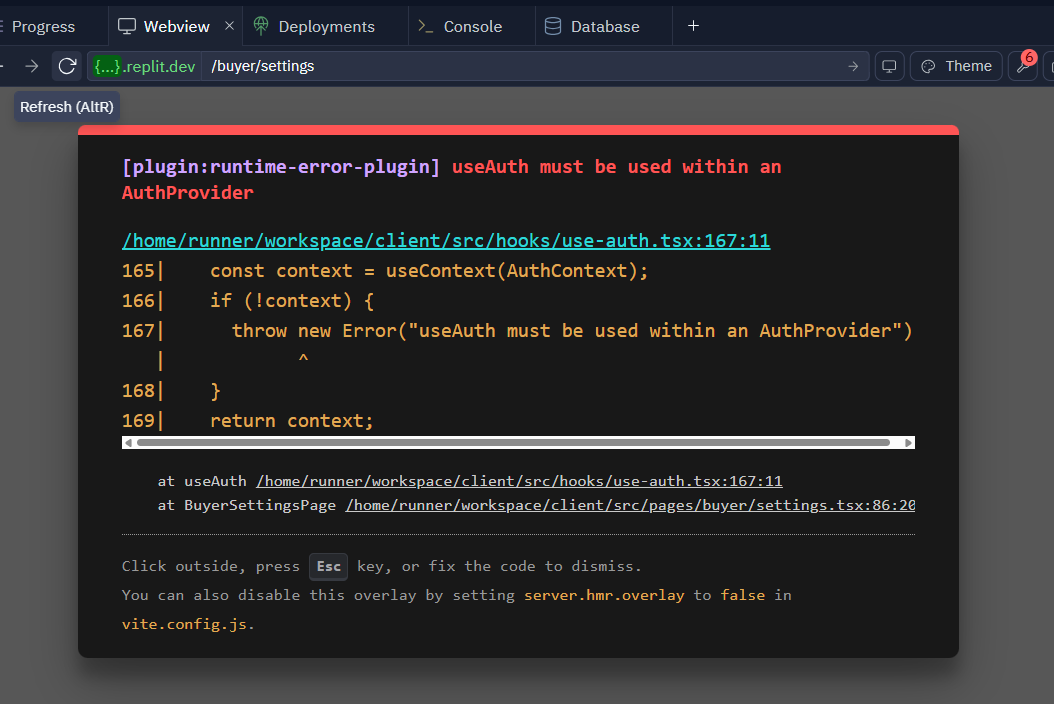 Progress
Webview ×
Deployments
>_ Console
Database
+
{...}.replit.dev
/buyer/settings
Theme
6
Refresh (AltR)
[plugin:runtime-error-plugin] useAuth must be used within an
AuthProvider
/home/runner/workspace/client/src/hooks/use-auth.tsx:167:11
165|    const context = useContext(AuthContext);
166|    if (!context) {
167|      throw new Error("useAuth must be used within an AuthProvider")
   |            ^
168|    }
169|    return context;
at useAuth /home/runner/workspace/client/src/hooks/use-auth.tsx:167:11
at BuyerSettingsPage /home/runner/workspace/client/src/pages/buyer/settings.tsx:86:20
Click outside, press Esc key, or fix the code to dismiss.
You can also disable this overlay by setting server.hmr.overlay to false in
vite.config.js.